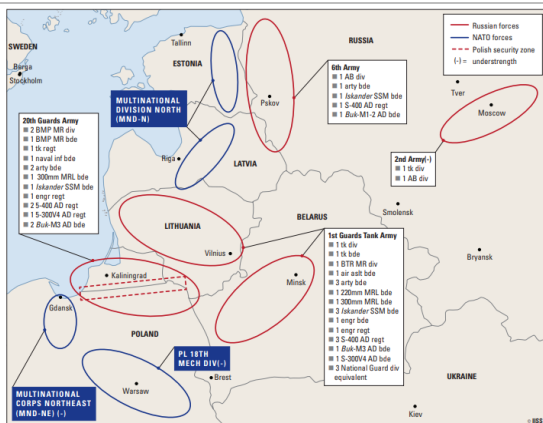 Russian forces
NATO forces
Polish security zone
(-) = understrength
SWEDEN
Berga
Stockholm
Tallinn
ESTONIA
RUSSIA
MULTINATIONAL
DIVISION NORTH
(MND-N)
Pskov
6th Army
1 AB div
1 arty bde
1 Iskander SSM bde
1 S-400 AD regt
1 Buk-M1-2 AD bde
Tver
Moscow
2nd Army(-)
1 tk div
1 AB div
20th Guards Army
2 BMP MR div
1 BMP MR bde
1 tk regt
1 naval inf bde
2 arty bde
1 300mm MRL bde
1 Iskander SSM bde
1 engr regt
2 S-400 AD regt
1 S-300V4 AD regt
2 Buk-M3 AD bde
Riga
LATVIA
LITHUANIA
Vilnius
BELARUS
Smolensk
Minsk
Bryansk
1st Guards Tank Army
1 tk div
1 tk bde
1 BTR MR div
1 air aslt bde
3 arty bde
1 220mm MRL bde
1 300mm MRL bde
3 Iskander SSM bde
1 engr bde
1 engr regt
3 S-400 AD regt
1 Buk-M3 AD bde
1 S-300V4 AD bde
3 National Guard div
equivalent
Kaliningrad
Gdansk
POLAND
PL 18TH
MECH DIV(-)
Warsaw
Brest
MULTINATIONAL
CORPS NORTHEAST
(MND-NE) (-)
UKRAINE
Kiev
IISS